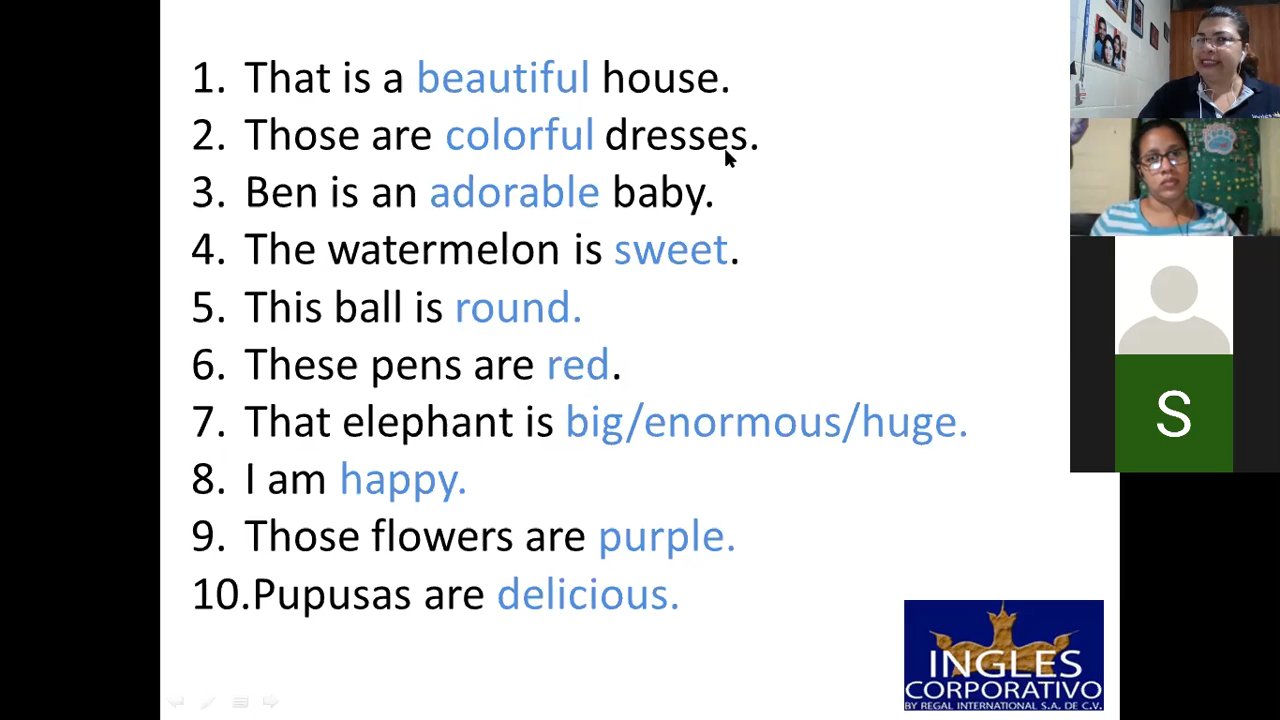 1. That is a beautiful house.
2. Those are colorful dresses.
3. Ben is an adorable baby.
4. The watermelon is sweet.
5. This ball is round.
6. These pens are red.
7. That elephant is big/enormous/huge.
8. I am happy.
9. Those flowers are purple.
10.Pupusas are delicious.
S
INGLES
CORPORATIVO
BY REGAL INTERNATIONAL S.A. DE C.V.